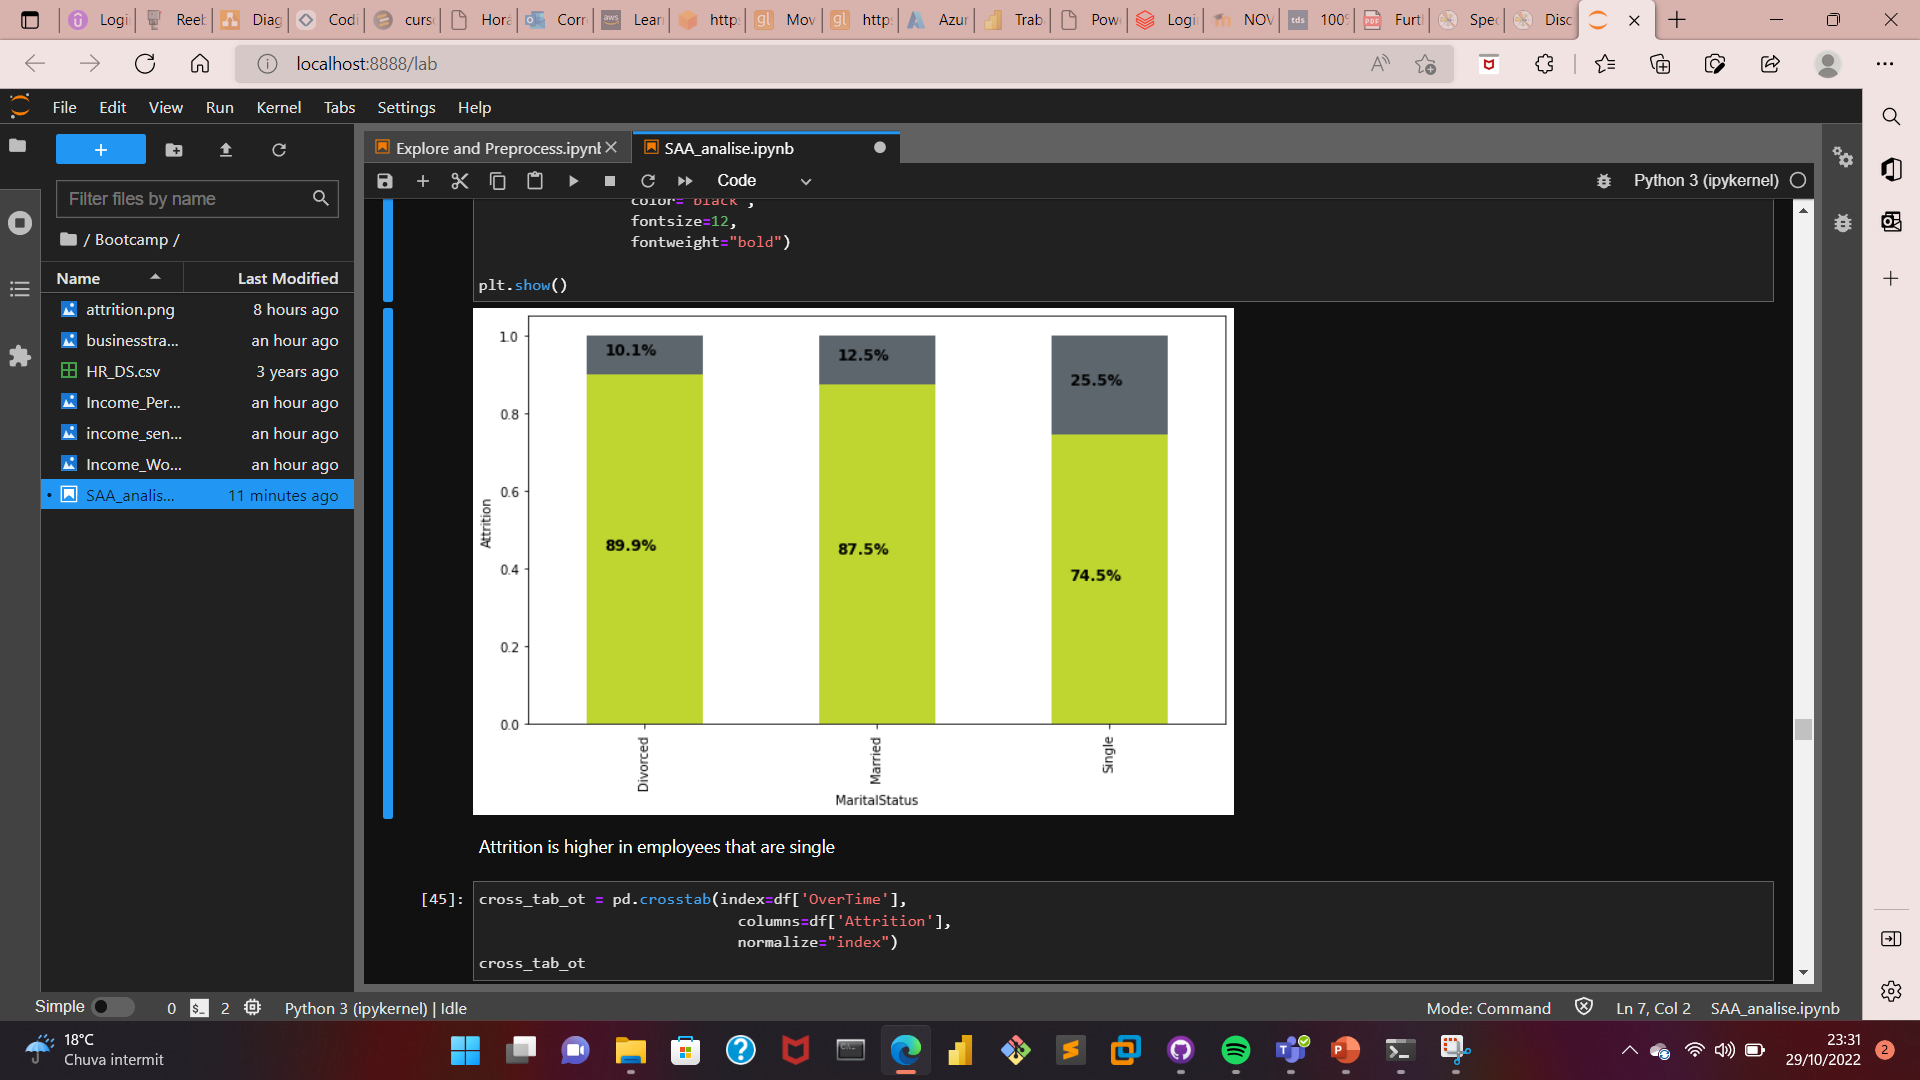 Logi
Reeb
Diag
Codi
curso
Horá
Corr
Lear
http
Mov
http
Azur
Trab
Pow
Logi
NOV
100%
Furt
Spec
Disc
localhost:8888/lab
File Edit View Run Kernel Tabs Settings Help
Filter files by name
/ Bootcamp /
Name Last Modified
attrition.png 8 hours ago
businesstra... an hour ago
HR_DS.csv 3 years ago
Income_Per... an hour ago
income_sen... an hour ago
Income_Wo... an hour ago
SAA_analis... 11 minutes ago
Explore and Preprocess.ipynb
SAA_analise.ipynb
Code
Python 3 (ipykernel)
color="black",
fontsize=12,
fontweight="bold")
plt.show()
1.0
0.8
0.6
0.4
0.2
0.0
Attrition
10.1%
12.5%
25.5%
89.9%
87.5%
74.5%
Divorced
Married
Single
MaritalStatus
Attrition is higher in employees that are single
[45]: cross_tab_ot = pd.crosstab(index=df['OverTime'],
columns=df['Attrition'],
normalize="index")
cross_tab_ot
Simple 0 2 Python 3 (ipykernel) | Idle
Mode: Command Ln 7, Col 2 SAA_analise.ipynb
18°C
Chuva intermit
23:31
29/10/2022
2